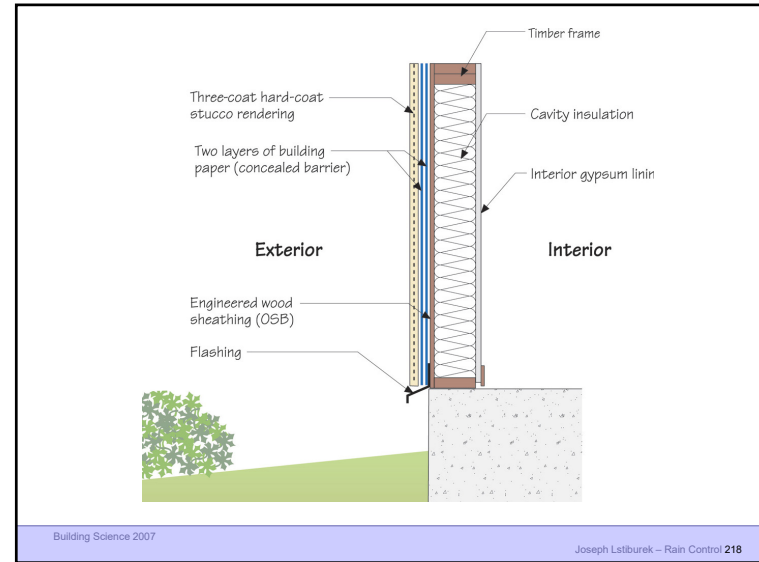 Timber frame
Three-coat hard-coat
stucco rendering
Cavity insulation
Two layers of building
paper (concealed barrier)
Interior gypsum linin
Exterior
Interior
Engineered wood
sheathing (OSB)
Flashing
Building Science 2007
Joseph Lstiburek – Rain Control 218